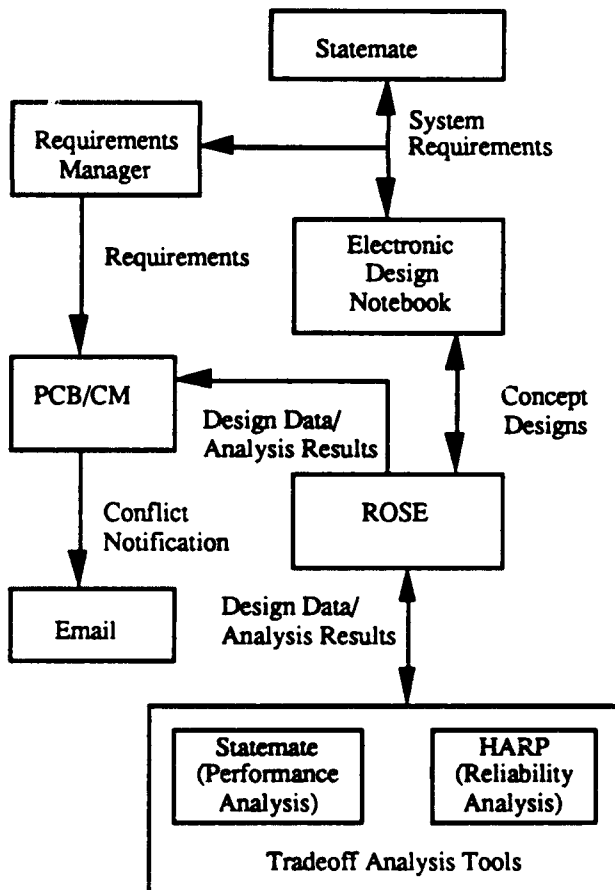 Statemate
System
Requirements
Requirements
Manager
Electronic
Design
Notebook
Requirements
PCB/CM
Design Data/
Analysis Results
Concept
Designs
ROSE
Conflict
Notification
Email
Design Data/
Analysis Results
Statemate
(Performance
Analysis)
HARP
(Reliability
Analysis)
Tradeoff Analysis Tools